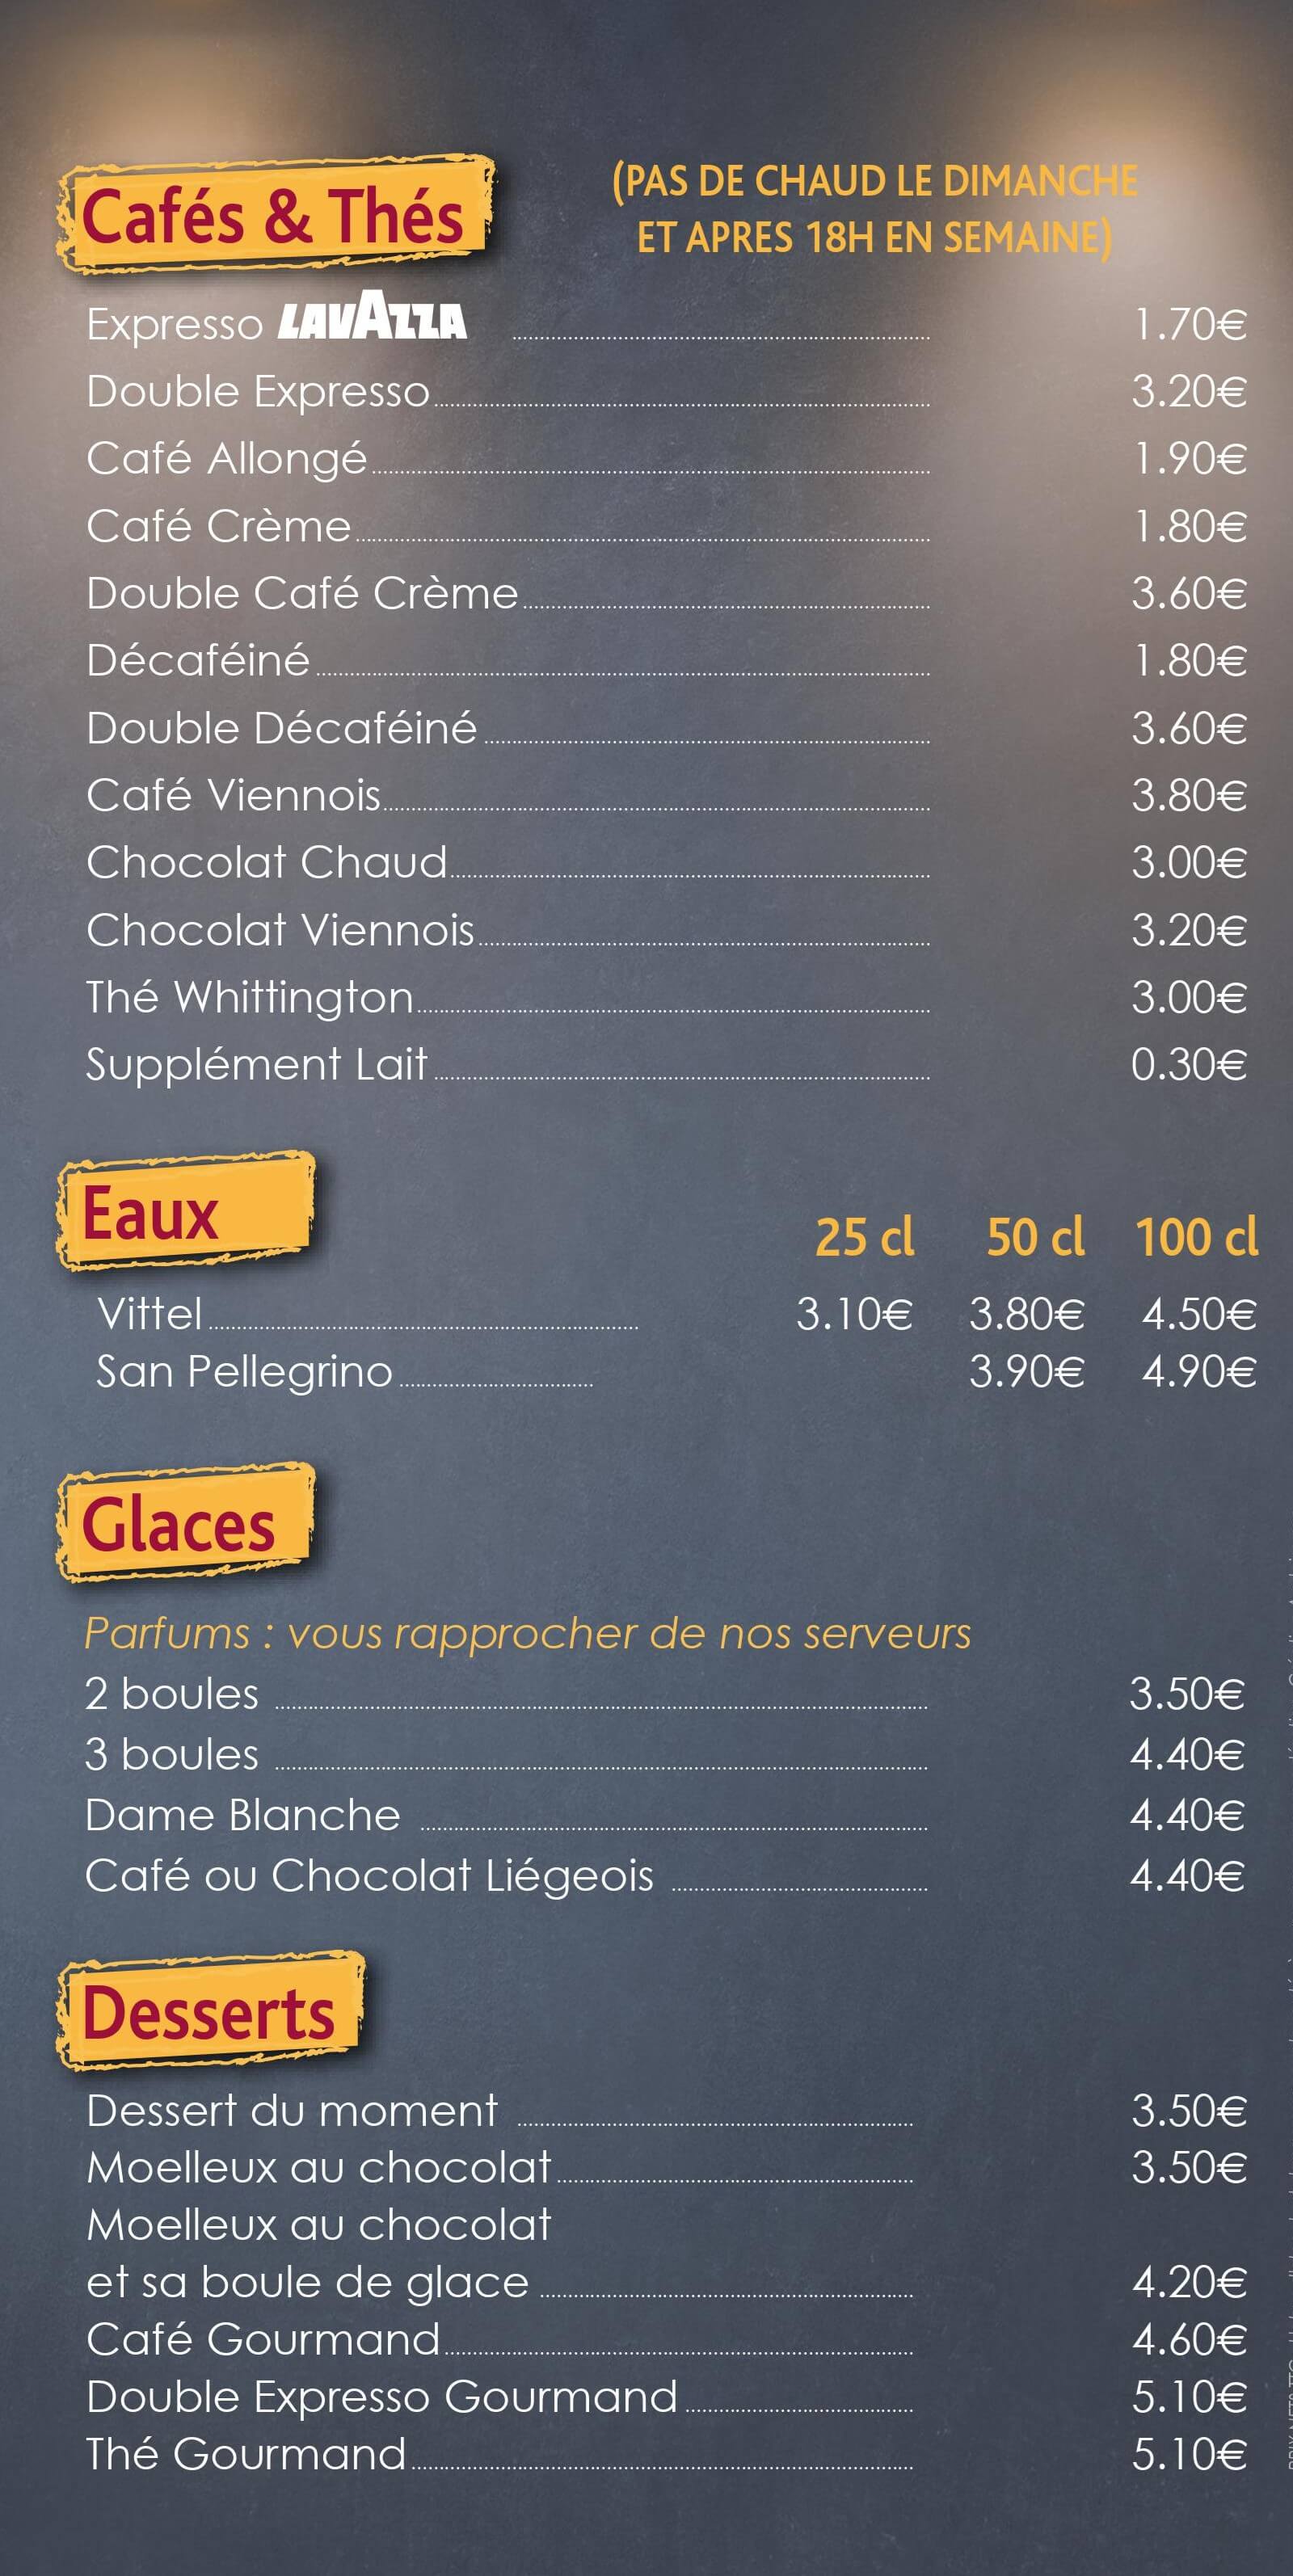 Cafés & Thés
(PAS DE CHAUD LE DIMANCHE
ET APRES 18H EN SEMAINE)
Expresso LAVAZZA 1.70€
Double Expresso 3.20€
Café Allongé 1.90€
Café Crème 1.80€
Double Café Crème 3.60€
Décaféiné 1.80€
Double Décaféiné 3.60€
Café Viennois 3.80€
Chocolat Chaud 3.00€
Chocolat Viennois 3.20€
Thé Whittington 3.00€
Supplément Lait 0.30€
Eaux
25 cl 50 cl 100 cl
Vittel 3.10€ 3.80€ 4.50€
San Pellegrino 3.90€ 4.90€
Glaces
Parfums : vous rapprocher de nos serveurs
2 boules 3.50€
3 boules 4.40€
Dame Blanche 4.40€
Café ou Chocolat Liégeois 4.40€
Desserts
Dessert du moment 3.50€
Moelleux au chocolat 3.50€
Moelleux au chocolat
et sa boule de glace 4.20€
Café Gourmand 4.60€
Double Expresso Gourmand 5.10€
Thé Gourmand 5.10€